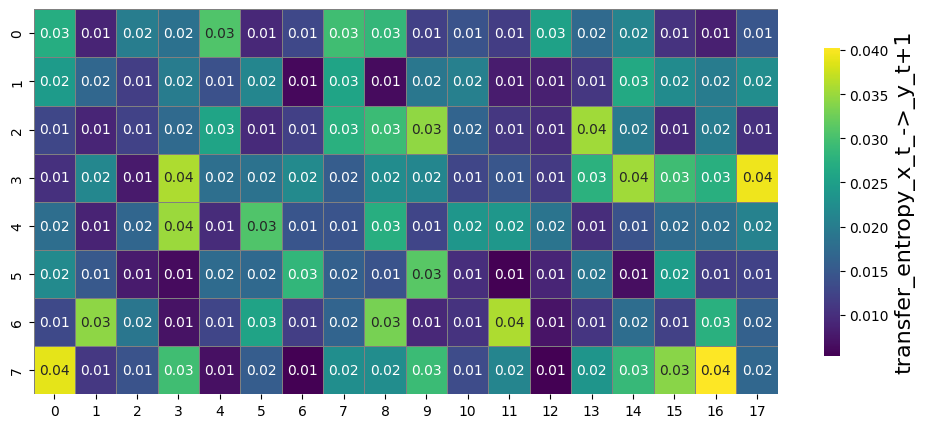 0 0.03 0.01 0.02 0.02 0.03 0.01 0.01 0.03 0.03 0.01 0.01 0.01 0.03 0.02 0.02 0.01 0.01 0.01
1 0.02 0.02 0.01 0.02 0.01 0.02 0.01 0.03 0.01 0.02 0.02 0.01 0.01 0.01 0.03 0.02 0.02 0.02
2 0.01 0.01 0.01 0.02 0.03 0.01 0.01 0.03 0.03 0.03 0.02 0.01 0.01 0.04 0.02 0.01 0.02 0.01
3 0.01 0.02 0.01 0.04 0.02 0.02 0.02 0.02 0.02 0.02 0.01 0.01 0.01 0.03 0.04 0.03 0.03 0.04
4 0.02 0.01 0.02 0.04 0.01 0.03 0.01 0.01 0.03 0.01 0.02 0.02 0.02 0.01 0.01 0.02 0.02 0.02
5 0.02 0.01 0.01 0.01 0.02 0.02 0.03 0.02 0.01 0.03 0.01 0.01 0.01 0.02 0.01 0.02 0.01 0.01
6 0.01 0.03 0.02 0.01 0.01 0.03 0.01 0.02 0.03 0.01 0.01 0.04 0.01 0.01 0.02 0.01 0.03 0.02
7 0.04 0.01 0.01 0.03 0.01 0.02 0.01 0.02 0.02 0.03 0.01 0.02 0.01 0.02 0.03 0.03 0.04 0.02
0 1 2 3 4 5 6 7 8 9 10 11 12 13 14 15 16 17
0.040
0.035
0.030
0.025
0.020
0.015
0.010
transfer_entropy_x_t_->_y_t+1